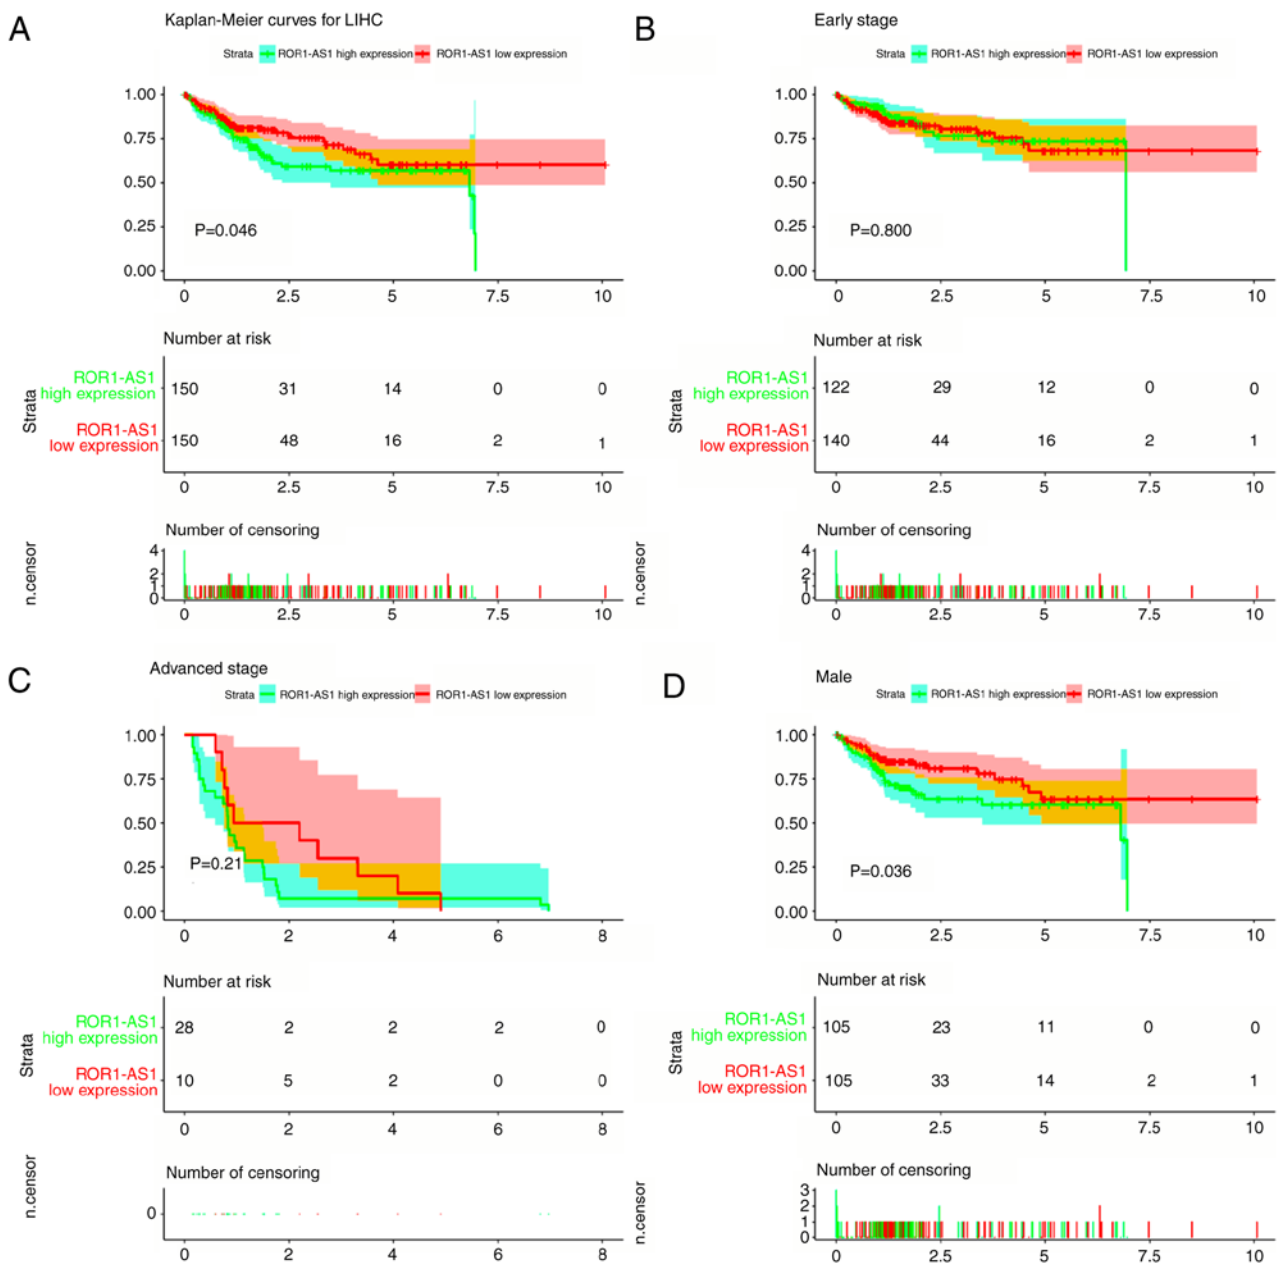 A
Kaplan-Meier curves for LIHC
Strata ROR1-AS1 high expression ROR1-AS1 low expression
1.00
0.75
0.50
0.25
0.00
P=0.046
0 2.5 5 7.5 10
Number at risk
Strata
ROR1-AS1
high expression
150 31 14 0 0
ROR1-AS1
low expression
150 48 16 2 1
0 2.5 5 7.5 10
Number of censoring
n.censor
4
2
1
0
0 2.5 5 7.5 10
B
Early stage
Strata ROR1-AS1 high expression ROR1-AS1 low expression
1.00
0.75
0.50
0.25
0.00
P=0.800
0 2.5 5 7.5 10
Number at risk
Strata
ROR1-AS1
high expression
122 29 12 0 0
ROR1-AS1
low expression
140 44 16 2 1
0 2.5 5 7.5 10
Number of censoring
n.censor
4
2
1
0
0 2.5 5 7.5 10
C
Advanced stage
Strata ROR1-AS1 high expression ROR1-AS1 low expression
1.00
0.75
0.50
0.25
0.00
P=0.21
0 2 4 6 8
Number at risk
Strata
ROR1-AS1
high expression
28 2 2 2 0
ROR1-AS1
low expression
10 5 2 0 0
0 2 4 6 8
Number of censoring
n.censor
0
0 2 4 6 8
D
Male
Strata ROR1-AS1 high expression ROR1-AS1 low expression
1.00
0.75
0.50
0.25
0.00
P=0.036
0 2.5 5 7.5 10
Number at risk
Strata
ROR1-AS1
high expression
105 23 11 0 0
ROR1-AS1
low expression
105 33 14 2 1
0 2.5 5 7.5 10
Number of censoring
n.censor
3
2
1
0
0 2.5 5 7.5 10